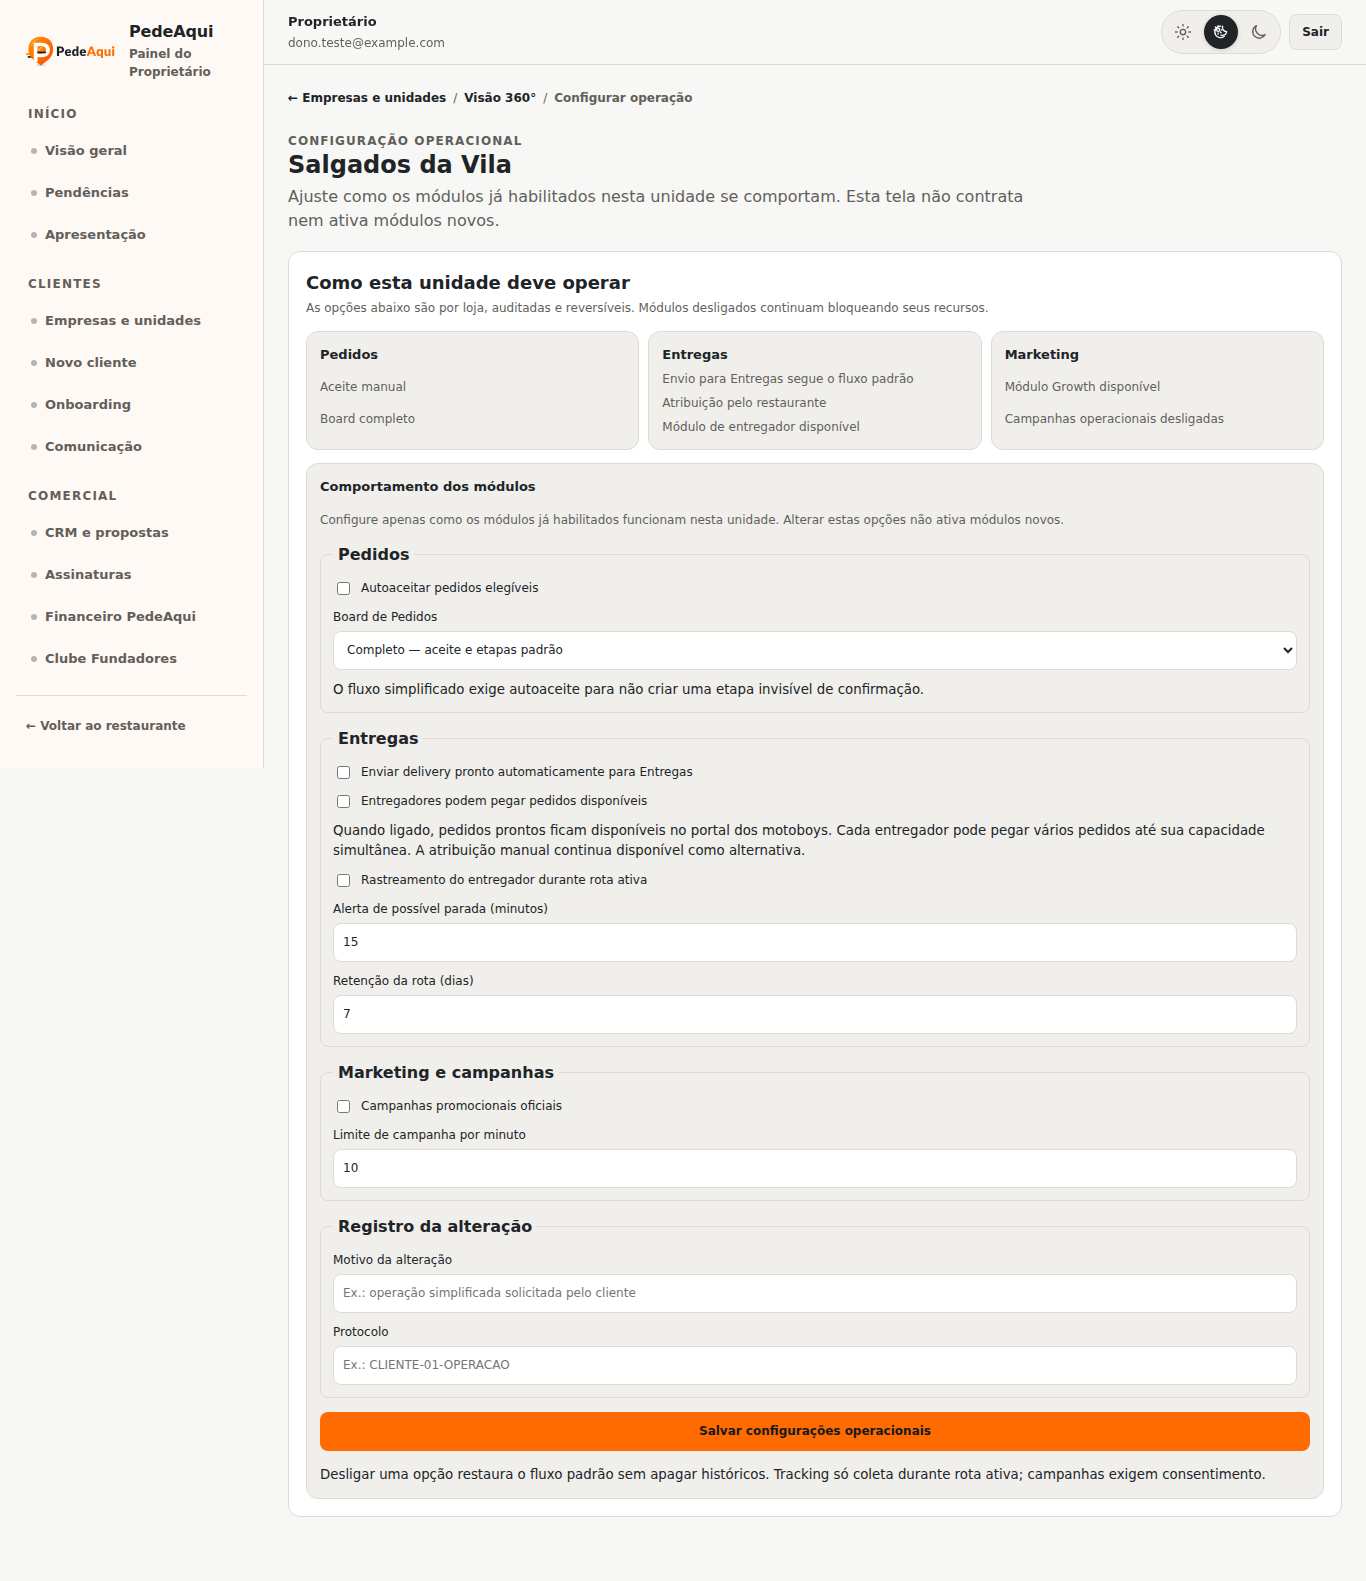 PedeAqui
PedeAqui
Painel do
Proprietário
INÍCIO
Visão geral
Pendências
Apresentação
CLIENTES
Empresas e unidades
Novo cliente
Onboarding
Comunicação
COMERCIAL
CRM e propostas
Assinaturas
Financeiro PedeAqui
Clube Fundadores
← Voltar ao restaurante
Proprietário
dono.teste@example.com
Sair
← Empresas e unidades / Visão 360° / Configurar operação
CONFIGURAÇÃO OPERACIONAL
Salgados da Vila
Ajuste como os módulos já habilitados nesta unidade se comportam. Esta tela não contrata
nem ativa módulos novos.
Como esta unidade deve operar
As opções abaixo são por loja, auditadas e reversíveis. Módulos desligados continuam bloqueando seus recursos.
Pedidos
Aceite manual
Board completo
Entregas
Envio para Entregas segue o fluxo padrão
Atribuição pelo restaurante
Módulo de entregador disponível
Marketing
Módulo Growth disponível
Campanhas operacionais desligadas
Comportamento dos módulos
Configure apenas como os módulos já habilitados funcionam nesta unidade. Alterar estas opções não ativa módulos novos.
Pedidos
Autoaceitar pedidos elegíveis
Board de Pedidos
Completo — aceite e etapas padrão
O fluxo simplificado exige autoaceite para não criar uma etapa invisível de confirmação.
Entregas
Enviar delivery pronto automaticamente para Entregas
Entregadores podem pegar pedidos disponíveis
Quando ligado, pedidos prontos ficam disponíveis no portal dos motoboys. Cada entregador pode pegar vários pedidos até sua capacidade
simultânea. A atribuição manual continua disponível como alternativa.
Rastreamento do entregador durante rota ativa
Alerta de possível parada (minutos)
15
Retenção da rota (dias)
7
Marketing e campanhas
Campanhas promocionais oficiais
Limite de campanha por minuto
10
Registro da alteração
Motivo da alteração
Ex.: operação simplificada solicitada pelo cliente
Protocolo
Ex.: CLIENTE-01-OPERACAO
Salvar configurações operacionais
Desligar uma opção restaura o fluxo padrão sem apagar históricos. Tracking só coleta durante rota ativa; campanhas exigem consentimento.